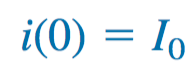 i(0) = I₀